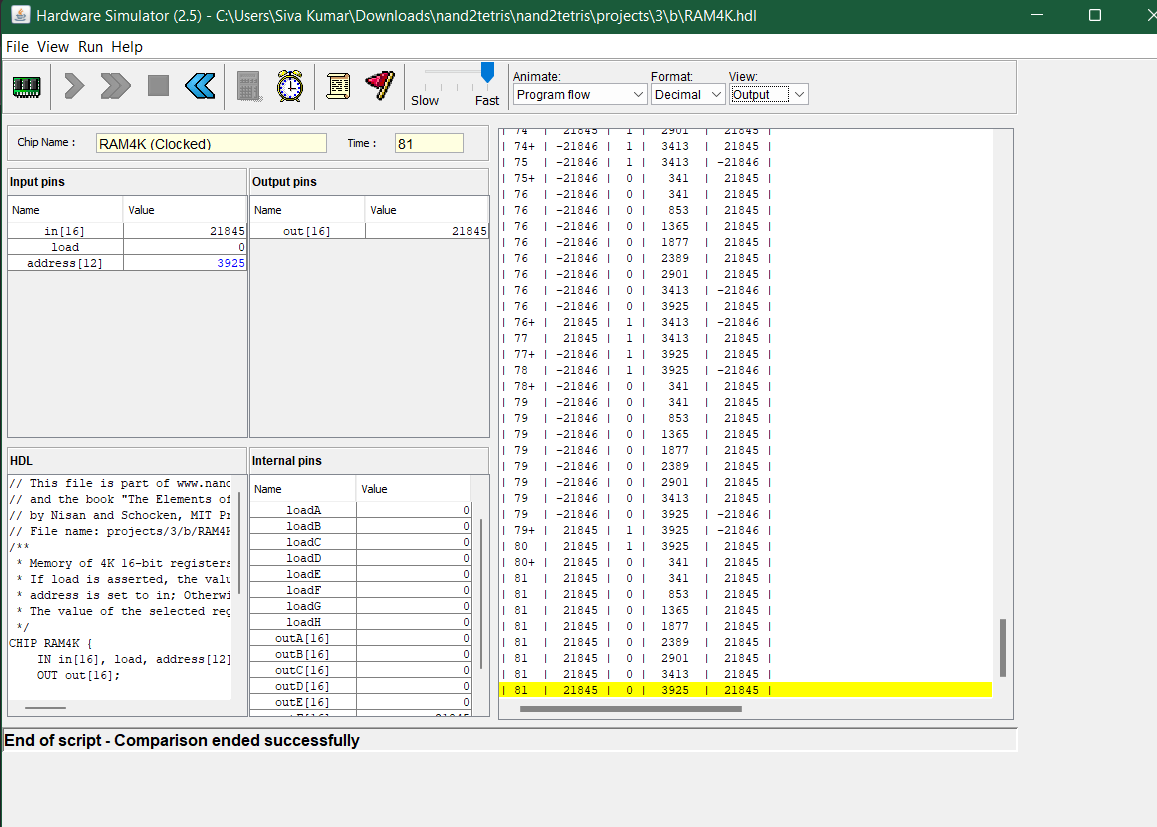 Hardware Simulator (2.5) - C:\Users\Siva Kumar\Downloads\nand2tetris\nand2tetris\projects\3\b\RAM4K.hdl
File View Run Help
Slow Fast
Animate: Format: View:
Program flow Decimal Output
Chip Name : RAM4K (Clocked) Time : 81
Input pins
Name Value
in[16] 21845
load 0
address[12] 3925
Output pins
Name Value
out[16] 21845
HDL
// This file is part of www.nand
// and the book "The Elements of
// by Nisan and Schocken, MIT Pr
// File name: projects/3/b/RAM4K
/**
* Memory of 4K 16-bit registers
* If load is asserted, the valu
* address is set to in; Otherwi
* The value of the selected reg
*/
CHIP RAM4K {
IN in[16], load, address[12]
OUT out[16];
Internal pins
Name Value
loadA 0
loadB 0
loadC 0
loadD 0
loadE 0
loadF 0
loadG 0
loadH 0
outA[16] 0
outB[16] 0
outC[16] 0
outD[16] 0
outE[16] 0
| 74 | 21845 | 1 | 2901 | 21845 |
| 74+ | -21846 | 1 | 3413 | 21845 |
| 75 | -21846 | 1 | 3413 | -21846 |
| 75+ | -21846 | 0 | 341 | 21845 |
| 76 | -21846 | 0 | 341 | 21845 |
| 76 | -21846 | 0 | 853 | 21845 |
| 76 | -21846 | 0 | 1365 | 21845 |
| 76 | -21846 | 0 | 1877 | 21845 |
| 76 | -21846 | 0 | 2389 | 21845 |
| 76 | -21846 | 0 | 2901 | 21845 |
| 76 | -21846 | 0 | 3413 | -21846 |
| 76 | -21846 | 0 | 3925 | 21845 |
| 76+ | 21845 | 1 | 3413 | -21846 |
| 77 | 21845 | 1 | 3413 | 21845 |
| 77+ | -21846 | 1 | 3925 | 21845 |
| 78 | -21846 | 1 | 3925 | -21846 |
| 78+ | -21846 | 0 | 341 | 21845 |
| 79 | -21846 | 0 | 341 | 21845 |
| 79 | -21846 | 0 | 853 | 21845 |
| 79 | -21846 | 0 | 1365 | 21845 |
| 79 | -21846 | 0 | 1877 | 21845 |
| 79 | -21846 | 0 | 2389 | 21845 |
| 79 | -21846 | 0 | 2901 | 21845 |
| 79 | -21846 | 0 | 3413 | 21845 |
| 79 | -21846 | 0 | 3925 | -21846 |
| 79+ | 21845 | 1 | 3925 | -21846 |
| 80 | 21845 | 1 | 3925 | 21845 |
| 80+ | 21845 | 0 | 341 | 21845 |
| 81 | 21845 | 0 | 341 | 21845 |
| 81 | 21845 | 0 | 853 | 21845 |
| 81 | 21845 | 0 | 1365 | 21845 |
| 81 | 21845 | 0 | 1877 | 21845 |
| 81 | 21845 | 0 | 2389 | 21845 |
| 81 | 21845 | 0 | 2901 | 21845 |
| 81 | 21845 | 0 | 3413 | 21845 |
| 81 | 21845 | 0 | 3925 | 21845 |
End of script - Comparison ended successfully